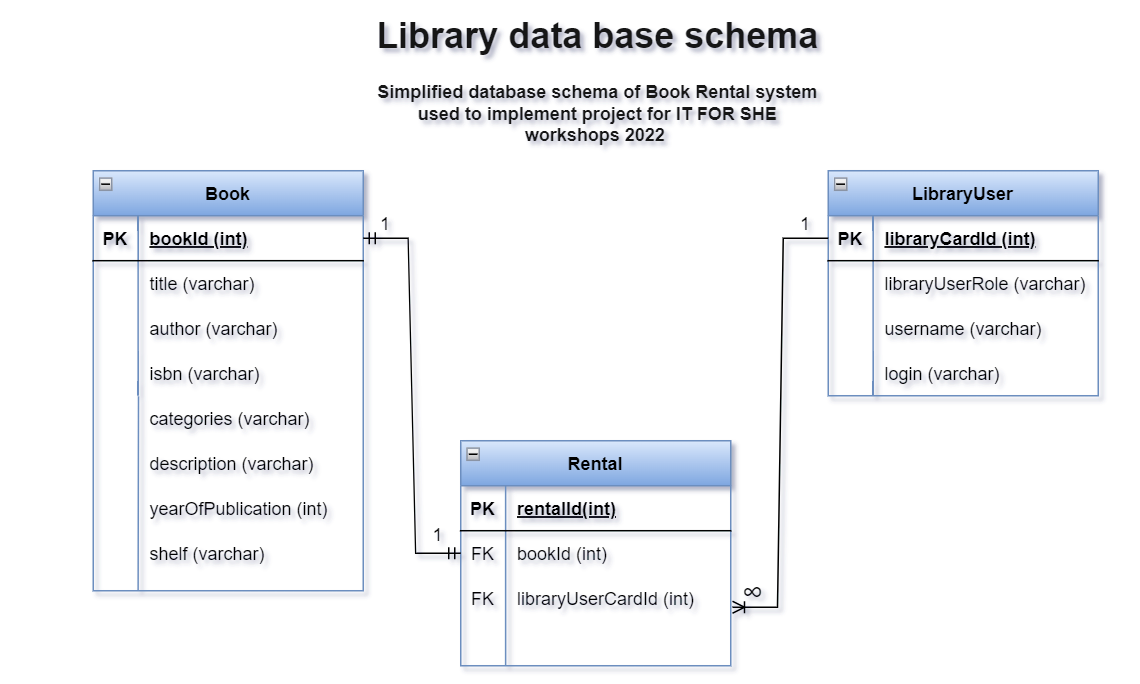 Library data base schema
Simplified database schema of Book Rental system
used to implement project for IT FOR SHE
workshops 2022
Book
PK bookId (int)
title (varchar)
author (varchar)
isbn (varchar)
categories (varchar)
description (varchar)
yearOfPublication (int)
shelf (varchar)
1
1
LibraryUser
PK libraryCardId (int)
libraryUserRole (varchar)
username (varchar)
login (varchar)
1
∞
Rental
PK rentalId(int)
FK bookId (int)
FK libraryUserCardId (int)